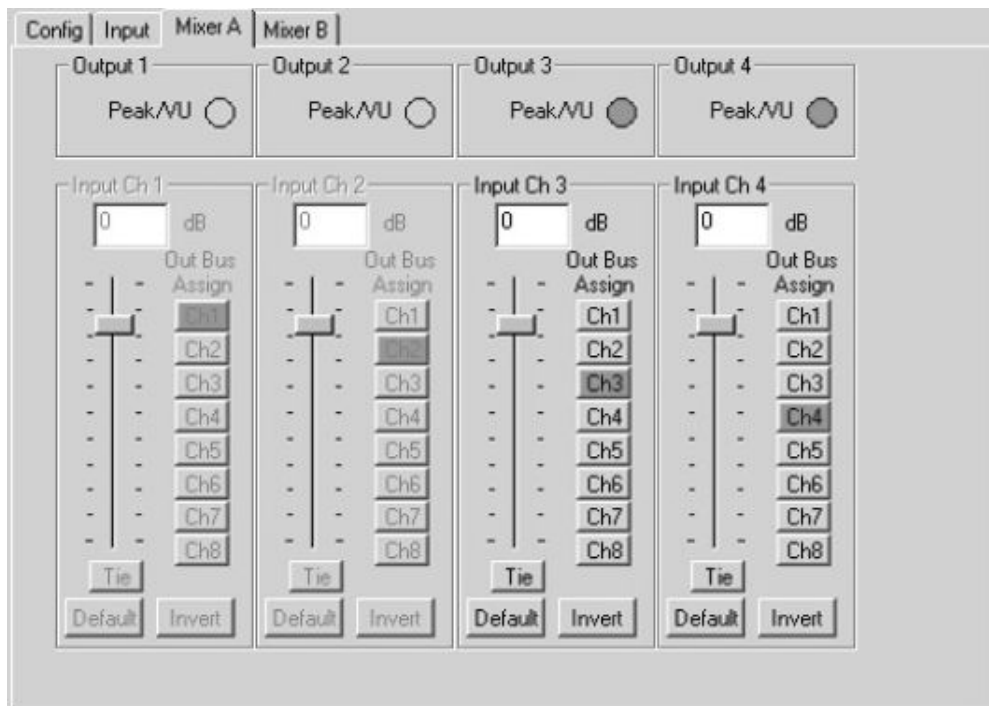 Config Input Mixer A Mixer B
Output 1 Output 2 Output 3 Output 4
Peak/VU Peak/VU Peak/VU Peak/VU
Input Ch 1 Input Ch 2 Input Ch 3 Input Ch 4
0 dB 0 dB 0 dB 0 dB
Out Bus Out Bus Out Bus Out Bus
Assign Assign Assign Assign
Ch1 Ch1 Ch1 Ch1
Ch2 Ch2 Ch2 Ch2
Ch3 Ch3 Ch3 Ch3
Ch4 Ch4 Ch4 Ch4
Ch5 Ch5 Ch5 Ch5
Ch6 Ch6 Ch6 Ch6
Ch7 Ch7 Ch7 Ch7
Ch8 Ch8 Ch8 Ch8
Tie Tie Tie Tie
Default Invert Default Invert Default Invert Default Invert